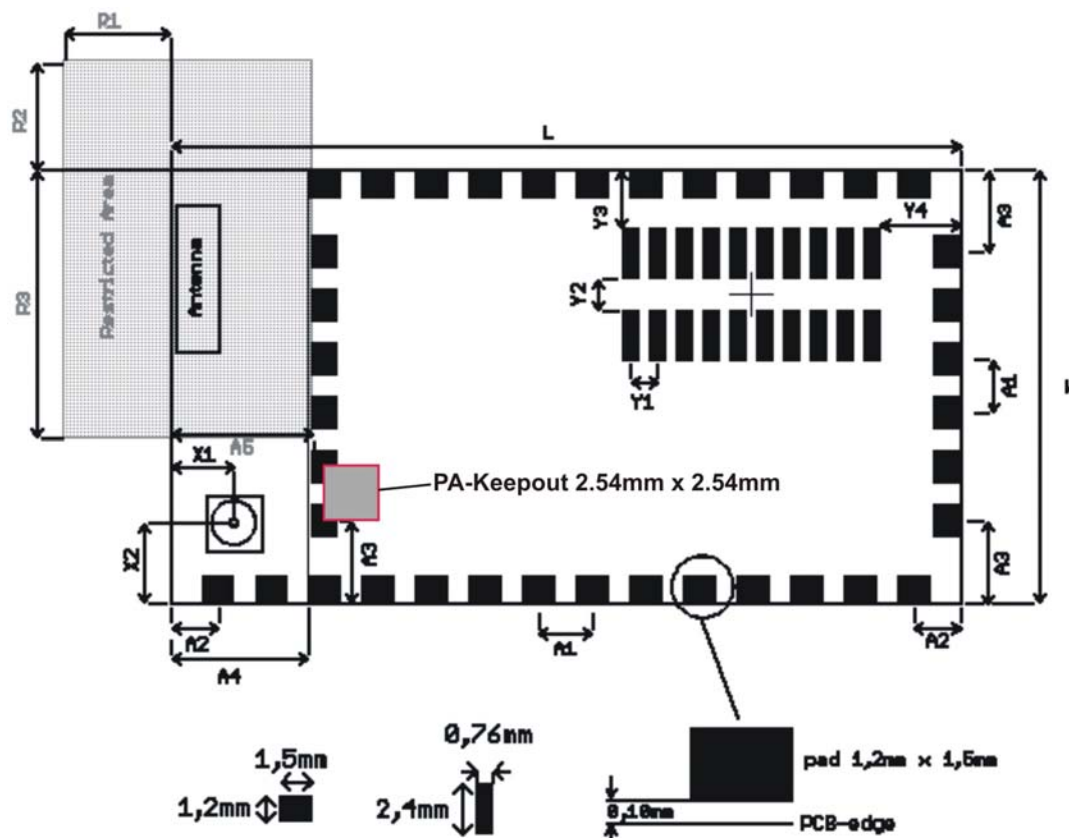 R1
R2
L
Restricted Area
R3
Antenna
Y3
Y4
A3
Y2
Y1
A1
A5
X1
PA-Keepout 2.54mm x 2.54mm
X2
A3
A3
A2
A1
A2
A4
0,76mm
1,5mm
1,2mm
2,4mm
pad 1,2mm x 1,5mm
0,10mm
PCB-edge